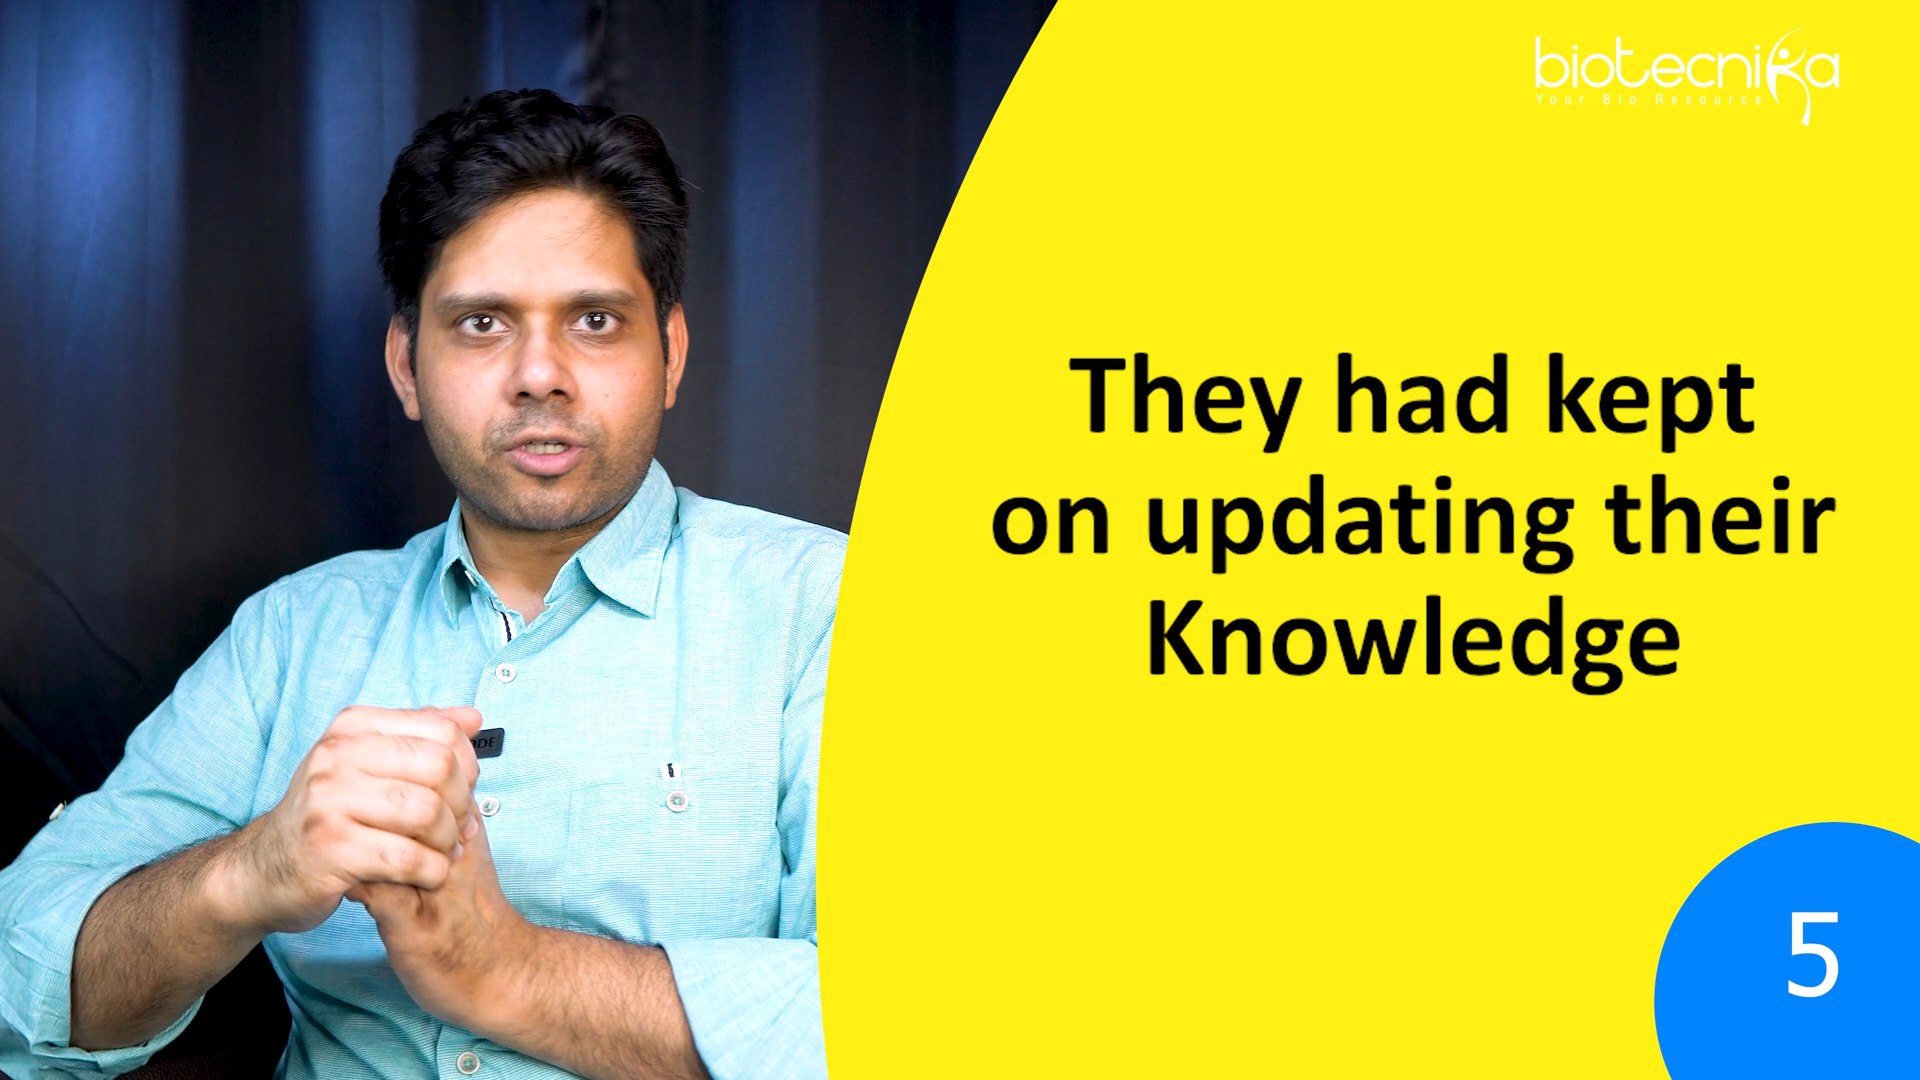 biotecnika
Your Bio Resource
They had kept
on updating their
Knowledge
5